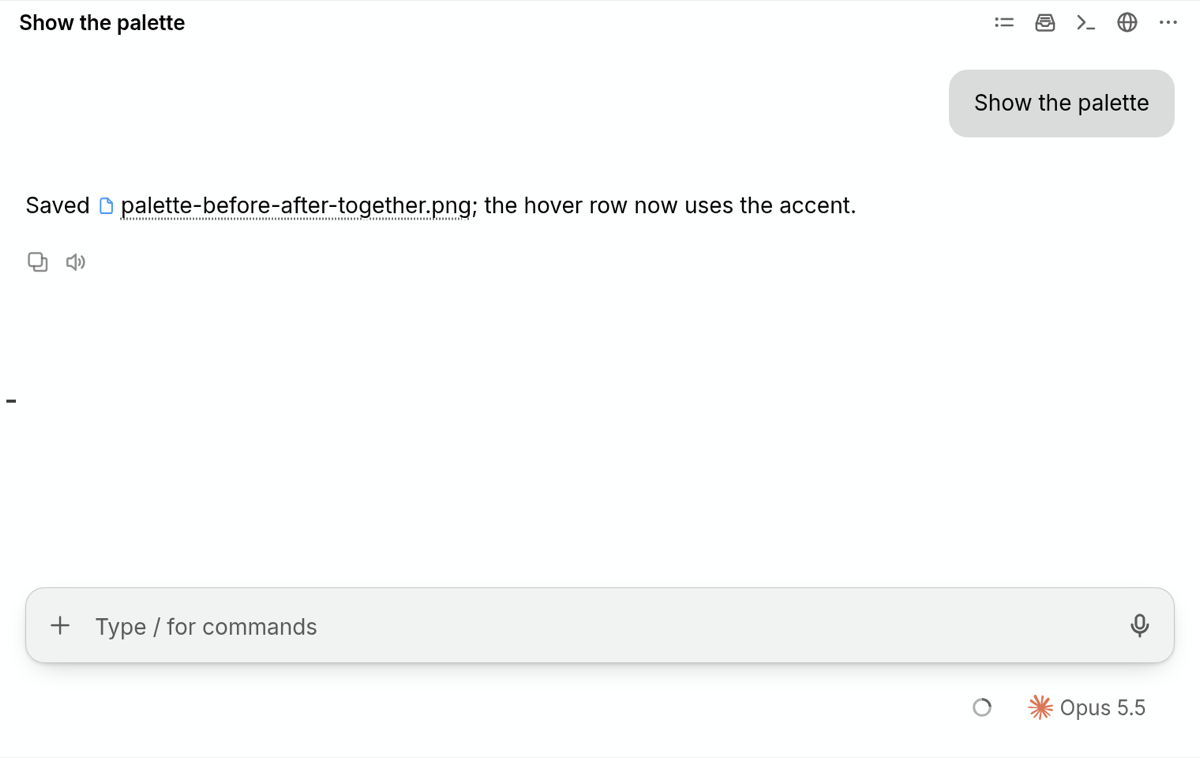 Show the palette
Show the palette
Saved palette-before-after-together.png; the hover row now uses the accent.
Type / for commands
Opus 5.5